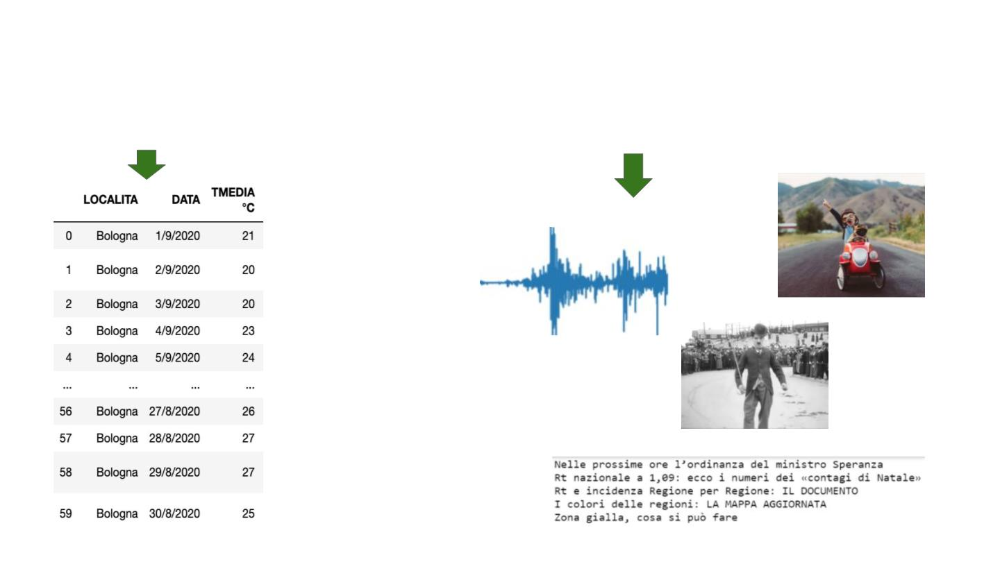 LOCALITA DATA TMEDIA °C
0 Bologna 1/9/2020 21
1 Bologna 2/9/2020 20
2 Bologna 3/9/2020 20
3 Bologna 4/9/2020 23
4 Bologna 5/9/2020 24
... ... ... ...
56 Bologna 27/8/2020 26
57 Bologna 28/8/2020 27
58 Bologna 29/8/2020 27
59 Bologna 30/8/2020 25
Nelle prossime ore l’ordinanza del ministro Speranza
Rt nazionale a 1,09: ecco i numeri dei «contagi di Natale»
Rt e incidenza Regione per Regione: IL DOCUMENTO
I colori delle regioni: LA MAPPA AGGIORNATA
Zona gialla, cosa si può fare